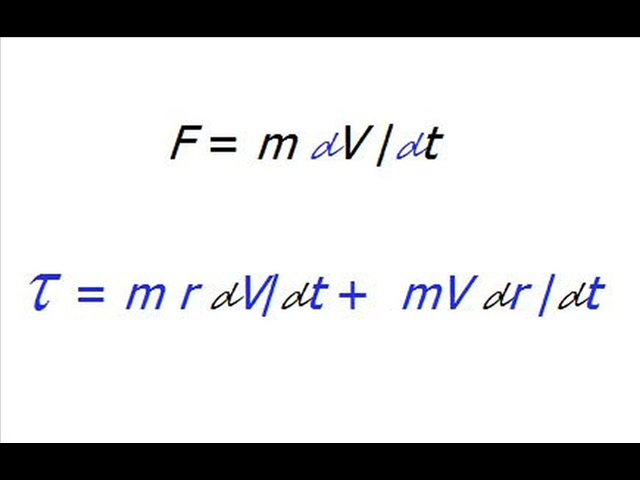 F = m dV/dt
τ = m r dV/dt + mV dr/dt